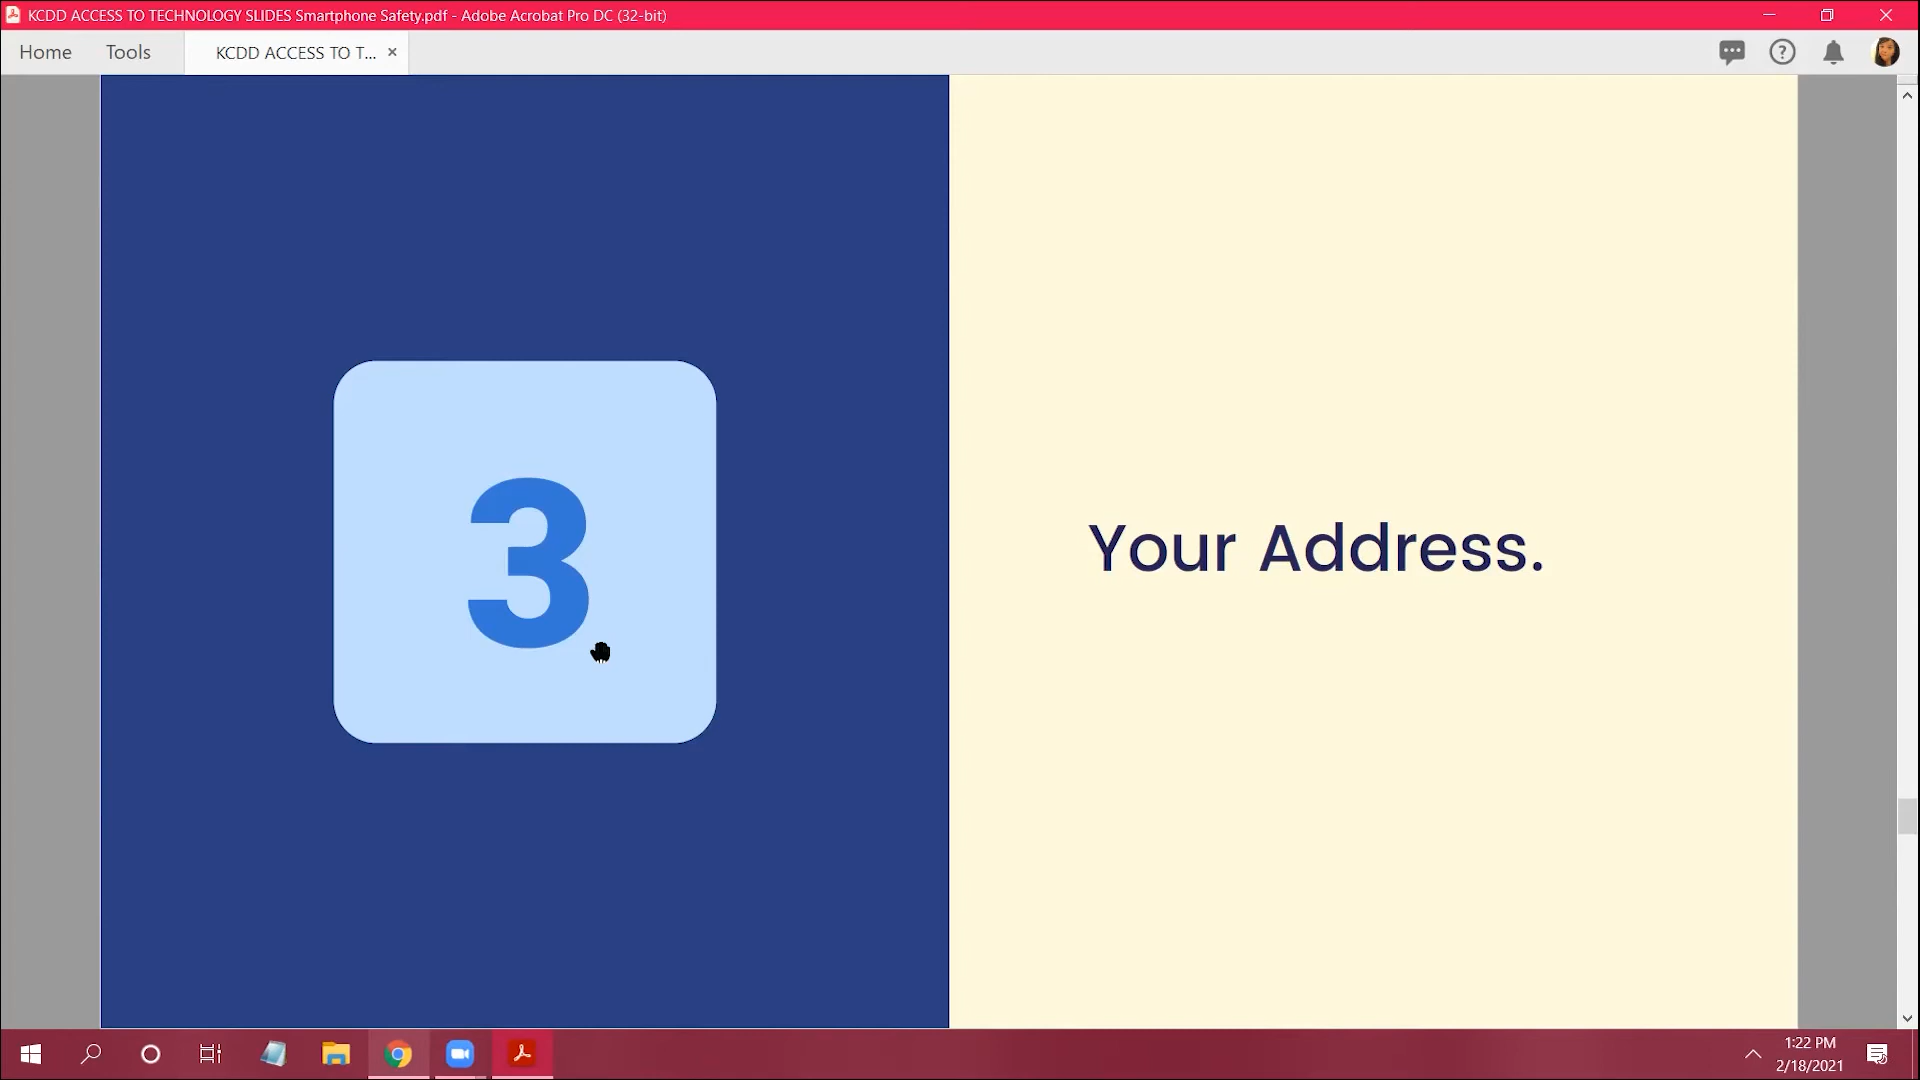 KCDD ACCESS TO TECHNOLOGY SLIDES Smartphone Safety.pdf - Adobe Acrobat Pro DC (32-bit)
Home
Tools
KCDD ACCESS TO T...
3
Your Address.
1:22 PM
2/18/2021